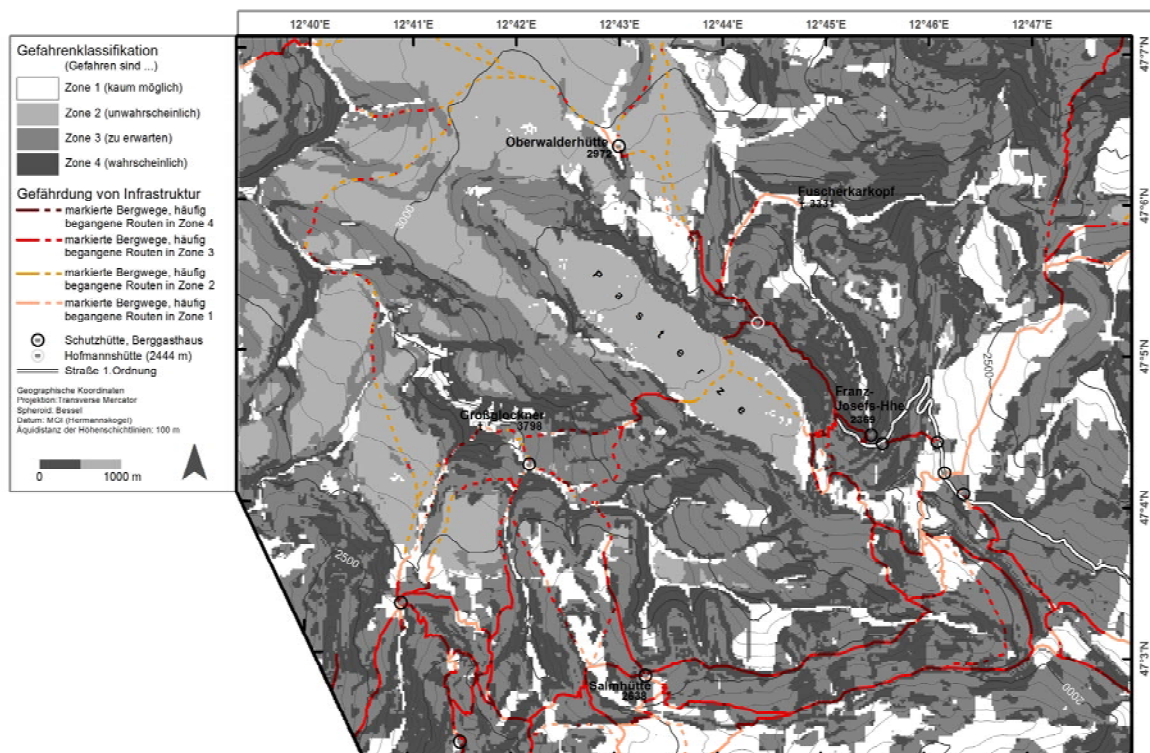 12°40'E 12°41'E 12°42'E 12°43'E 12°44'E 12°45'E 12°46'E 12°47'E
Gefahrenklassifikation
(Gefahren sind ...)
Zone 1 (kaum möglich)
Zone 2 (unwahrscheinlich)
Zone 3 (zu erwarten)
Zone 4 (wahrscheinlich)
Gefährdung von Infrastruktur
markierte Bergwege, häufig
begangene Routen in Zone 4
markierte Bergwege, häufig
begangene Routen in Zone 3
markierte Bergwege, häufig
begangene Routen in Zone 2
markierte Bergwege, häufig
begangene Routen in Zone 1
Schutzhütte, Berggasthaus
Hofmannshütte (2444 m)
Straße 1.Ordnung
Geographische Koordinaten
Projektion:Transverse Mercator
Spheroid: Bessel
Datum: MGI (Hermannskogel)
Äquidistanz der Höhenschichtlinien: 100 m
0 1000 m
47°7'N
Oberwalderhütte
2972
Fuscherkarkopf
3331
47°6'N
3000
Pasterze
47°5'N
2500
Franz-
Josefs-Hhe.
2369
Großglockner
3798
47°4'N
2500
47°3'N
Salmhütte
2638
2000